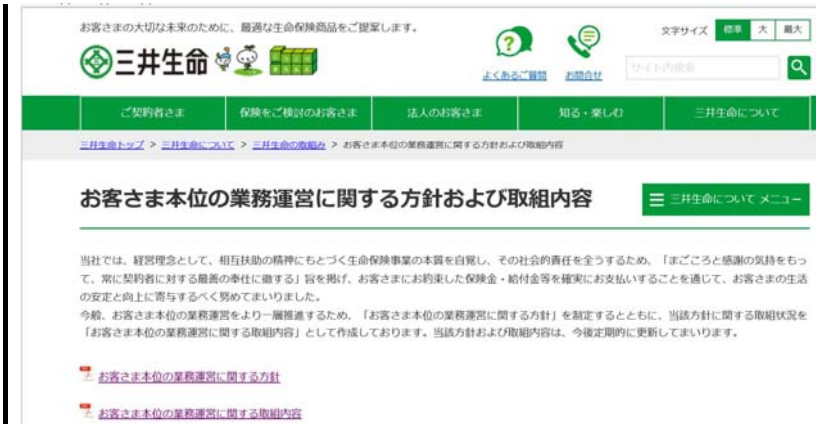 お客さまの大切な未来のために、最適な生命保険商品をご提案します。
三井生命
よくあるご質問
お問合せ
文字サイズ 標準 大 最大
サイト内検索
ご契約者さま 保険をご検討のお客さま 法人のお客さま 知る・楽しむ 三井生命について
三井生命トップ > 三井生命について > 三井生命の取組み > お客さま本位の業務運営に関する方針および取組内容
お客さま本位の業務運営に関する方針および取組内容
三井生命について メニュー
当社では、経営理念として、相互扶助の精神にもとづく生命保険事業の本質を自覚し、その社会的責任を全うするため、「まごころと感謝の気持をもっ
て、常に契約者に対する最善の奉仕に徹する」旨を掲げ、お客さまにお約束した保険金・給付金等を確実にお支払いすることを通じて、お客さまの生活
の安定と向上に寄与するべく努めてまいりました。
今般、お客さま本位の業務運営をより一層推進するため、「お客さま本位の業務運営に関する方針」を制定するとともに、当該方針に関する取組状況を
「お客さま本位の業務運営に関する取組内容」として作成しております。当該方針および取組内容は、今後定期的に更新してまいります。
お客さま本位の業務運営に関する方針
お客さま本位の業務運営に関する取組内容